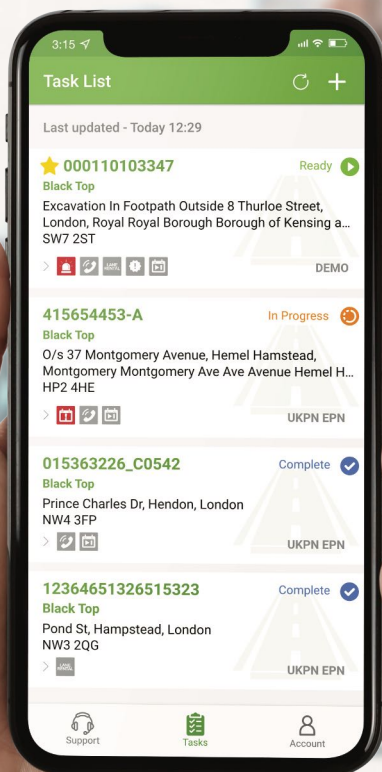 3:15
Task List
Last updated - Today 12:29
000110103347
Ready
Black Top
Excavation In Footpath Outside 8 Thurloe Street,
London, Royal Royal Borough Borough of Kensing a...
SW7 2ST
LANE RENTAL
DEMO
415654453-A
In Progress
Black Top
O/s 37 Montgomery Avenue, Hemel Hamstead,
Montgomery Montgomery Ave Ave Avenue Hemel H...
HP2 4HE
UKPN EPN
015363226_C0542
Complete
Black Top
Prince Charles Dr, Hendon, London
NW4 3FP
UKPN EPN
12364651326515323
Complete
Black Top
Pond St, Hampstead, London
NW3 2QG
LANE RENTAL
UKPN EPN
Support
Tasks
Account